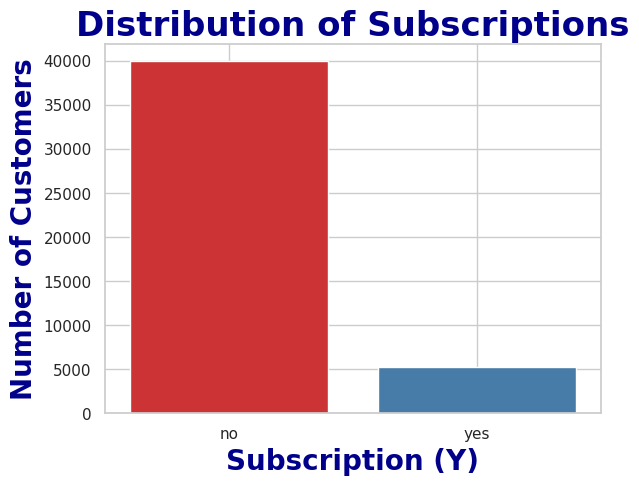 Distribution of Subscriptions
Number of Customers
40000
35000
30000
25000
20000
15000
10000
5000
0
no yes
Subscription (Y)